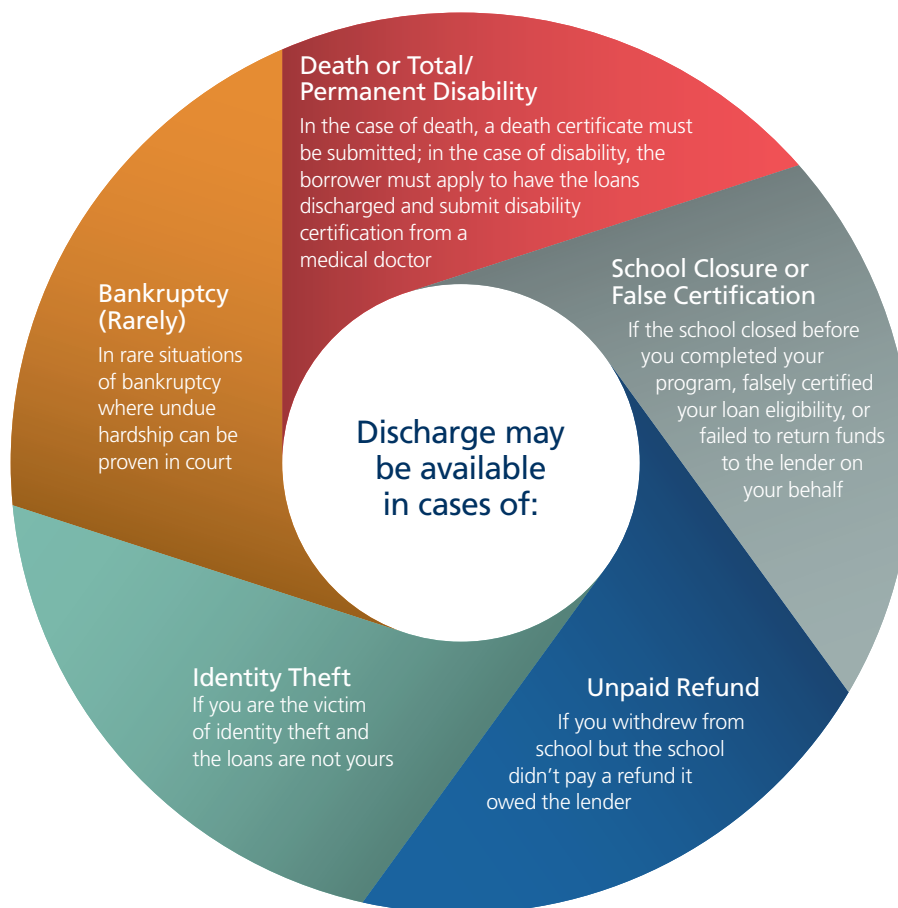 Death or Total/
Permanent Disability
In the case of death, a death certificate must
be submitted; in the case of disability, the
borrower must apply to have the loans
discharged and submit disability
certification from a
medical doctor
School Closure or
False Certification
If the school closed before
you completed your
program, falsely certified
your loan eligibility, or
failed to return funds
to the lender on
your behalf
Unpaid Refund
If you withdrew from
school but the school
didn’t pay a refund it
owed the lender
Identity Theft
If you are the victim
of identity theft and
the loans are not yours
Bankruptcy
(Rarely)
In rare situations
of bankruptcy
where undue
hardship can be
proven in court
Discharge may
be available
in cases of: